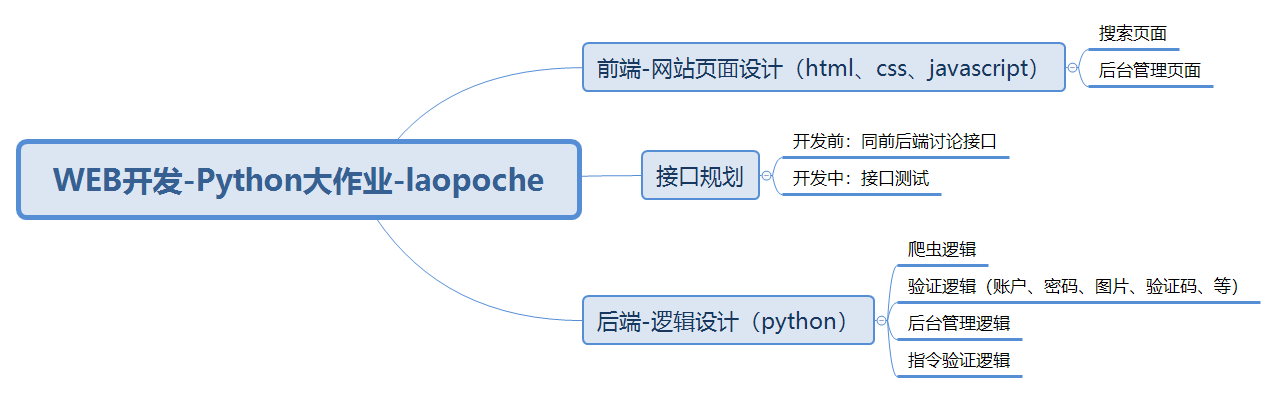 WEB开发-Python大作业-laopoche
前端-网站页面设计（html、css、javascript）
搜索页面
后台管理页面
接口规划
开发前：同前后端讨论接口
开发中：接口测试
后端-逻辑设计（python）
爬虫逻辑
验证逻辑（账户、密码、图片、验证码、等）
后台管理逻辑
指令验证逻辑